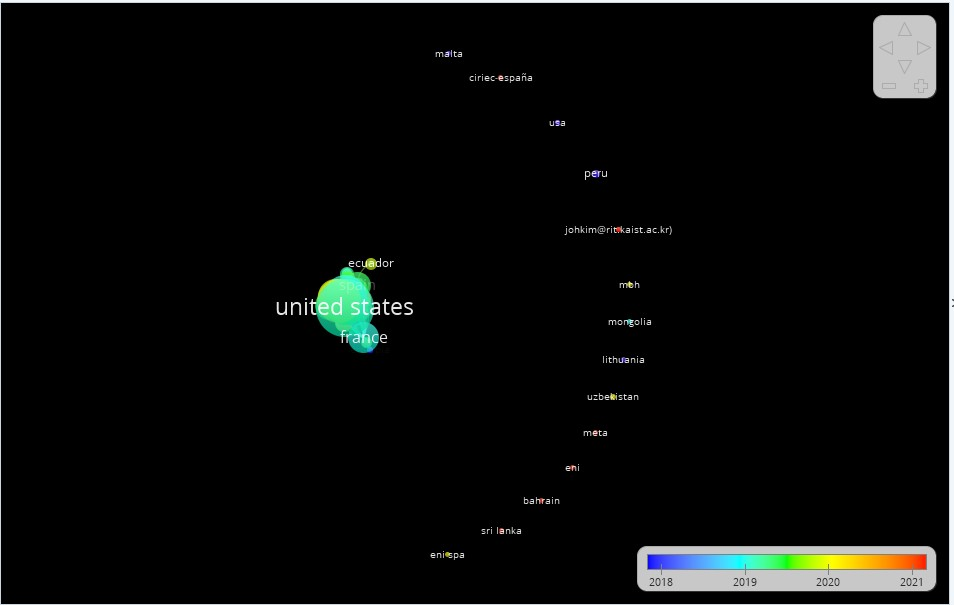 malta
ciriec-españa
usa
peru
johkim@rit.kaist.ac.kr)
ecuador
spain
meh
united states
mongolia
france
lithuania
uzbekistan
meta
eni
bahrain
sri lanka
eni spa
2018 2019 2020 2021